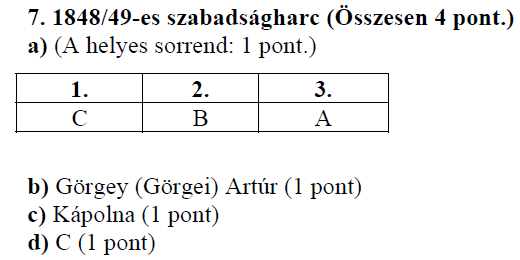 7. 1848/49-es szabadságharc (Összesen 4 pont.)
a) (A helyes sorrend: 1 pont.)
1. 2. 3.
C B A
b) Görgey (Görgei) Artúr (1 pont)
c) Kápolna (1 pont)
d) C (1 pont)